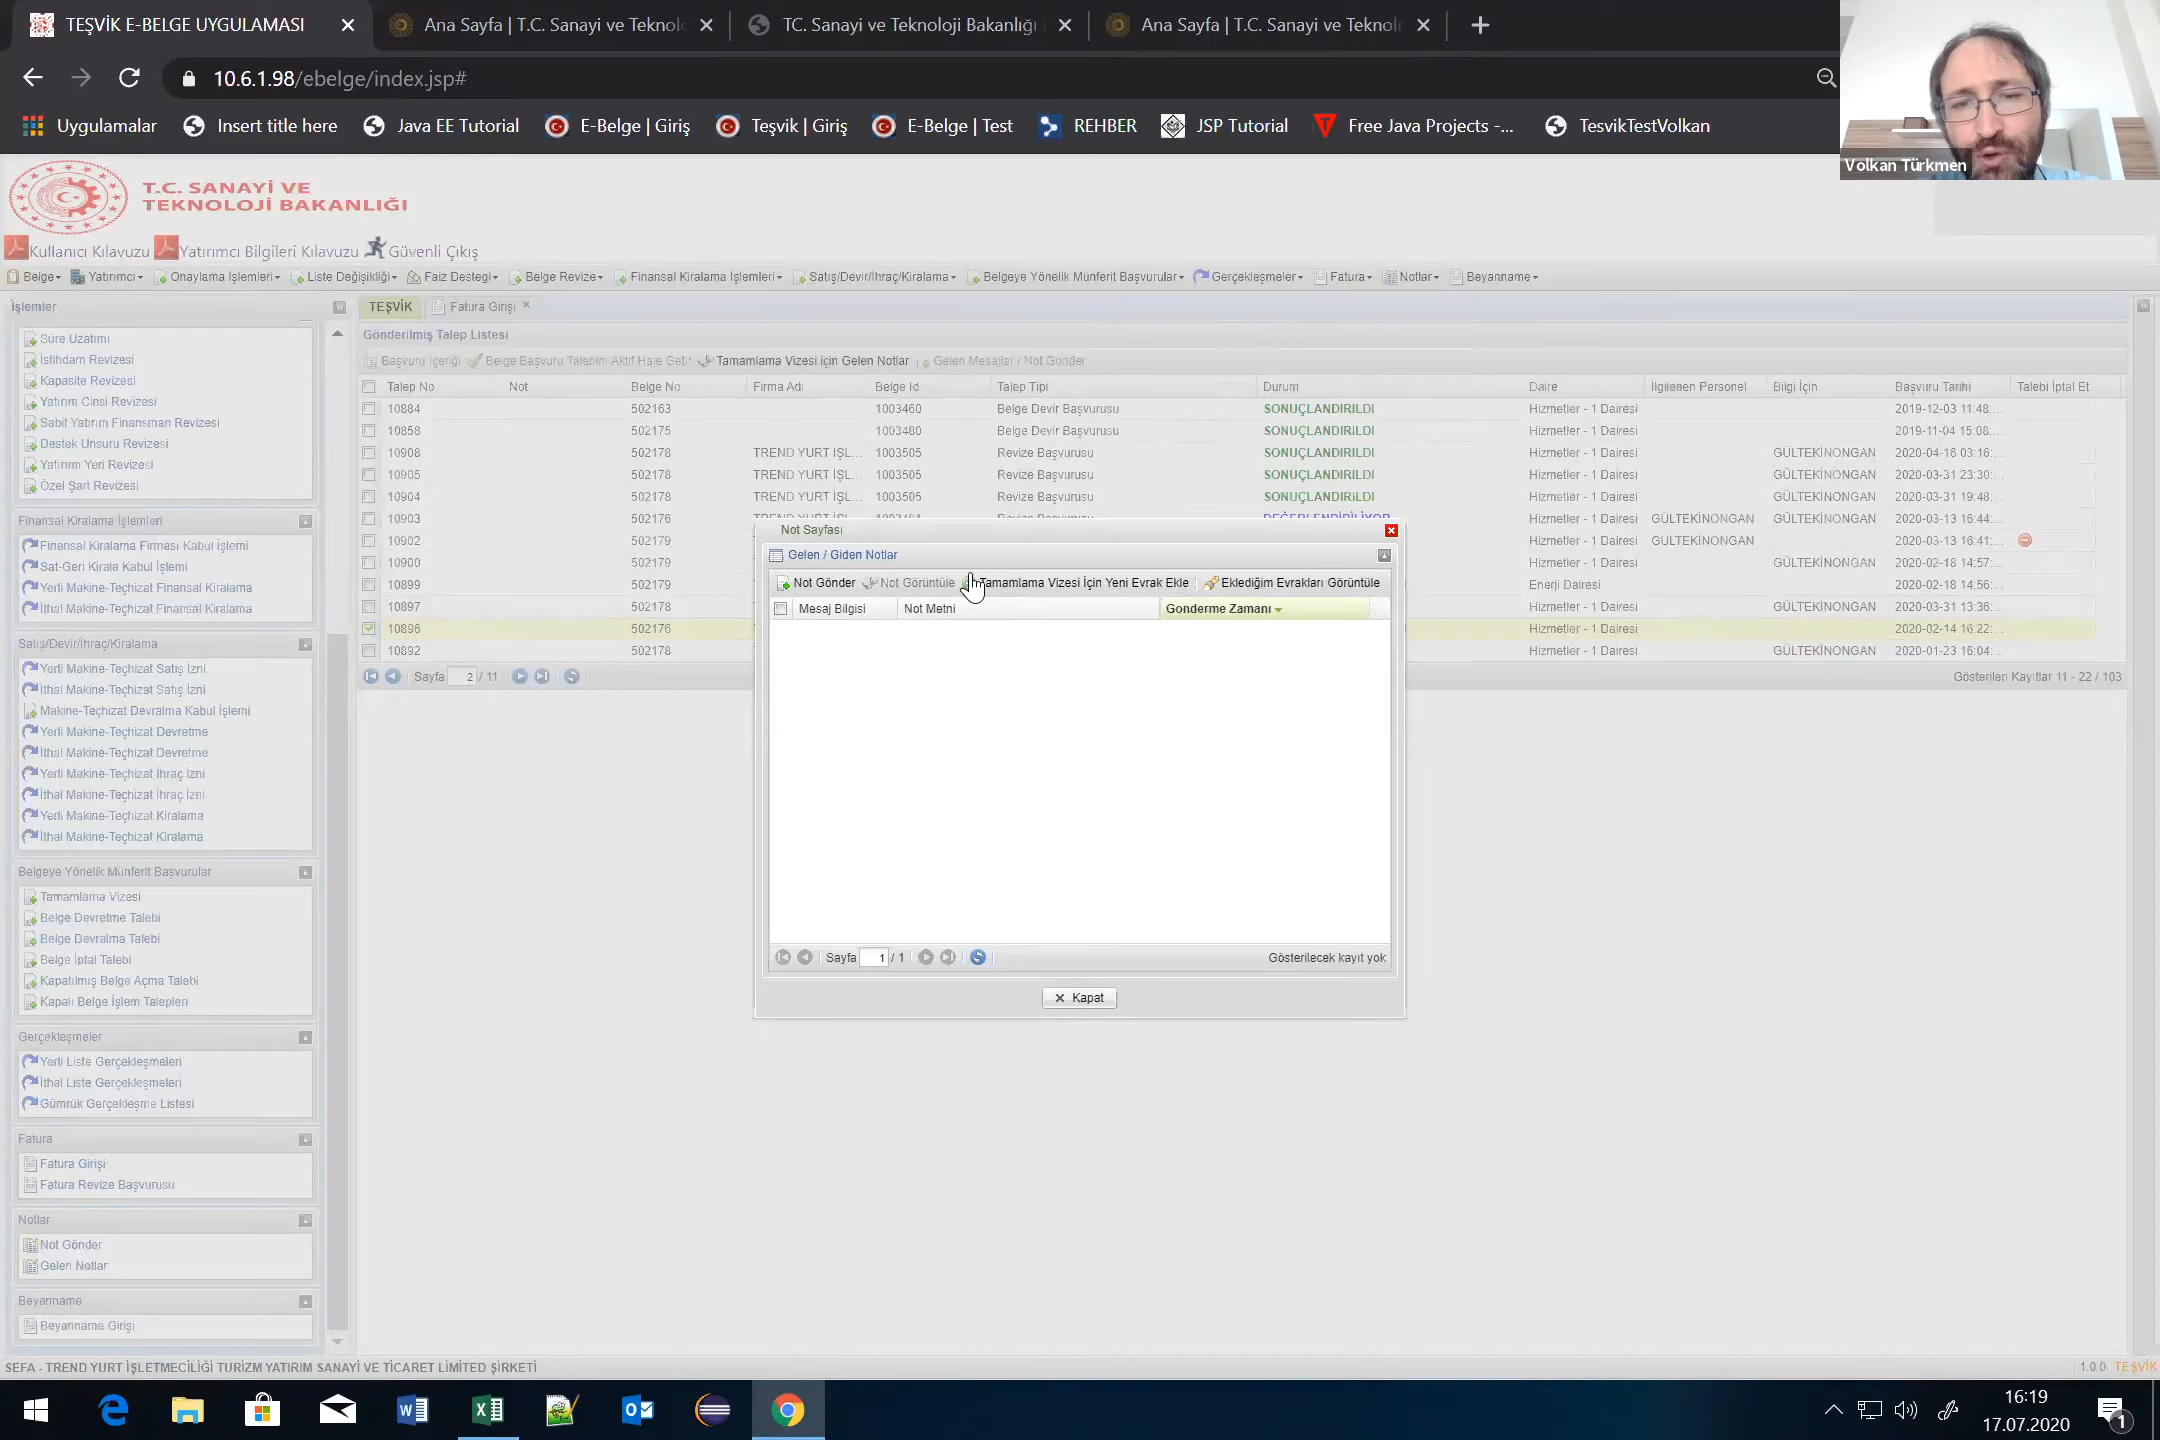 TEŞVİK E-BELGE UYGULAMASI
Ana Sayfa | T.C. Sanayi ve Teknolo
TC. Sanayi ve Teknoloji Bakanlığı
Ana Sayfa | T.C. Sanayi ve Teknolo
10.6.1.98/ebelge/index.jsp#
Uygulamalar
Insert title here
Java EE Tutorial
E-Belge | Giriş
Teşvik | Giriş
E-Belge | Test
REHBER
JSP Tutorial
Free Java Projects -...
TesvikTestVolkan
Volkan Türkmen
T.C. SANAYİ VE
TEKNOLOJİ BAKANLIĞI
Kullanıcı Kılavuzu Yatırımcı Bilgileri Kılavuzu Güvenli Çıkış
Belge Yatırımcı Onaylama İşlemleri Liste Değişikliği Faiz Destegi Belge Revize Finansal Kiralama İşlemleri Satış/Devir/İhraç/Kiralama Belgeye Yönelik Münferit Başvurular Gerçekleşmeler Fatura Notlar Beyanname
İşlemler
Süre Uzatımı
İstihdam Revizesi
Kapasite Revizesi
Yatırım Cinsi Revizesi
Sabit Yatırım Finansman Revizesi
Destek Unsuru Revizesi
Yatırım Yeri Revizesi
Özel Şart Revizesi
Finansal Kiralama İşlemleri
Finansal Kiralama Firması Kabul İşlemi
Sat-Geri Kirala Kabul İşlemi
Yerli Makine-Teçhizat Finansal Kiralama
İthal Makine-Teçhizat Finansal Kiralama
Satış/Devir/İhraç/Kiralama
Yerli Makine-Teçhizat Satış İzni
İthal Makine-Teçhizat Satış İzni
Makine-Teçhizat Devralma Kabul İşlemi
Yerli Makine-Teçhizat Devretme
İthal Makine-Teçhizat Devretme
Yerli Makine-Teçhizat İhraç İzni
İthal Makine-Teçhizat İhraç İzni
Yerli Makine-Teçhizat Kiralama
İthal Makine-Teçhizat Kiralama
Belgeye Yönelik Münferit Başvurular
Tamamlama Vizesi
Belge Devretme Talebi
Belge Devralma Talebi
Belge İptal Talebi
Kapatılmış Belge Açma Talebi
Kapalı Belge İşlem Talepleri
Gerçekleşmeler
Yerli Liste Gerçekleşmeleri
İthal Liste Gerçekleşmeleri
Gümrük Gerçekleşme Listesi
Fatura
Fatura Girişi
Fatura Revize Başvurusu
Notlar
Not Gönder
Gelen Notlar
Beyanname
Beyanname Girişi
TEŞVİK Fatura Girişi
Gönderilmiş Talep Listesi
Başvuru İçeriği Belge Başvuru Talebini Aktif Hale Getir Tamamlama Vizesi için Gelen Notlar Gelen Mesajlar / Not Gönder
Talep No Not Belge No Firma Adı Belge Id Talep Tipi Durum Daire İlgilenen Personel Bilgi İçin Başvuru Tarihi Talebi İptal Et
10884 502163 1003460 Belge Devir Başvurusu SONUÇLANDIRILDI Hizmetler - 1 Dairesi 2019-12-03 11:48:...
10858 502175 1003480 Belge Devir Başvurusu SONUÇLANDIRILDI Hizmetler - 1 Dairesi 2019-11-04 15:08:...
10908 502178 TREND YURT İŞL... 1003505 Revize Başvurusu SONUÇLANDIRILDI Hizmetler - 1 Dairesi GÜLTEKİNONGAN 2020-04-16 03:16:...
10905 502178 TREND YURT İŞL... 1003505 Revize Başvurusu SONUÇLANDIRILDI Hizmetler - 1 Dairesi GÜLTEKİNONGAN 2020-03-31 23:30:...
10904 502178 TREND YURT İŞL... 1003505 Revize Başvurusu SONUÇLANDIRILDI Hizmetler - 1 Dairesi GÜLTEKİNONGAN 2020-03-31 19:48:...
10903 502176 Hizmetler - 1 Dairesi GÜLTEKİNONGAN GÜLTEKİNONGAN 2020-03-13 16:44:...
10902 502179 Hizmetler - 1 Dairesi GÜLTEKİNONGAN 2020-03-13 16:41:...
10900 502179 Hizmetler - 1 Dairesi GÜLTEKİNONGAN 2020-02-18 14:57:...
10899 502179 Enerji Dairesi 2020-02-18 14:56:...
10897 502178 Hizmetler - 1 Dairesi GÜLTEKİNONGAN 2020-03-31 13:36:...
10896 502176 Hizmetler - 1 Dairesi 2020-02-14 16:22:...
10892 502178 Hizmetler - 1 Dairesi GÜLTEKİNONGAN 2020-01-23 16:04:...
Sayfa 2 / 11 Gösterilen Kayıtlar 11 - 22 / 103
Not Sayfası
Gelen / Giden Notlar
Not Gönder Not Görüntüle Tamamlama Vizesi İçin Yeni Evrak Ekle Eklediğim Evrakları Görüntüle
Mesaj Bilgisi Not Metni Gonderme Zamanı
Sayfa 1 / 1 Gösterilecek kayıt yok
Kapat
SEFA - TREND YURT İŞLETMECİLİĞİ TURİZM YATIRIM SANAYİ VE TİCARET LİMİTED ŞİRKETİ
1.0.0 TEŞVİK
16:19
17.07.2020
1